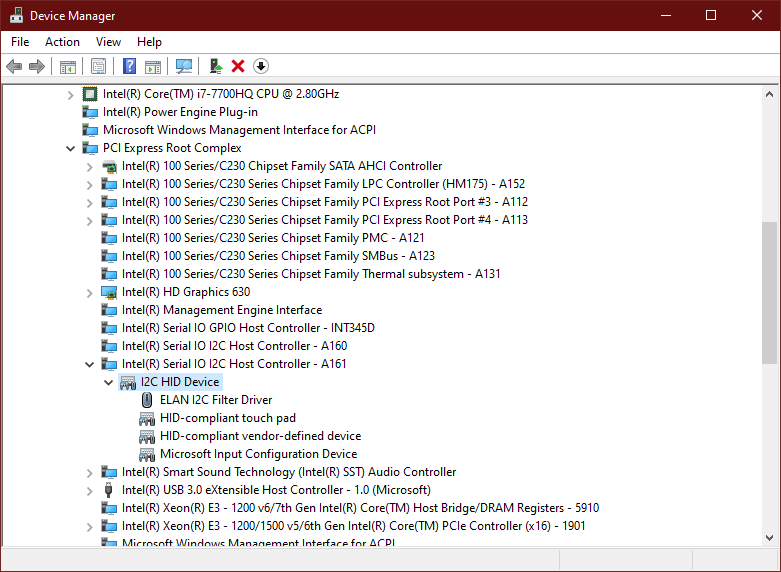 Device Manager
File Action View Help
Intel(R) Core(TM) i7-7700HQ CPU @ 2.80GHz
Intel(R) Power Engine Plug-in
Microsoft Windows Management Interface for ACPI
PCI Express Root Complex
Intel(R) 100 Series/C230 Chipset Family SATA AHCI Controller
Intel(R) 100 Series/C230 Series Chipset Family LPC Controller (HM175) - A152
Intel(R) 100 Series/C230 Series Chipset Family PCI Express Root Port #3 - A112
Intel(R) 100 Series/C230 Series Chipset Family PCI Express Root Port #4 - A113
Intel(R) 100 Series/C230 Series Chipset Family PMC - A121
Intel(R) 100 Series/C230 Series Chipset Family SMBus - A123
Intel(R) 100 Series/C230 Series Chipset Family Thermal subsystem - A131
Intel(R) HD Graphics 630
Intel(R) Management Engine Interface
Intel(R) Serial IO GPIO Host Controller - INT345D
Intel(R) Serial IO I2C Host Controller - A160
Intel(R) Serial IO I2C Host Controller - A161
I2C HID Device
ELAN I2C Filter Driver
HID-compliant touch pad
HID-compliant vendor-defined device
Microsoft Input Configuration Device
Intel(R) Smart Sound Technology (Intel(R) SST) Audio Controller
Intel(R) USB 3.0 eXtensible Host Controller - 1.0 (Microsoft)
Intel(R) Xeon(R) E3 - 1200 v6/7th Gen Intel(R) Core(TM) Host Bridge/DRAM Registers - 5910
Intel(R) Xeon(R) E3 - 1200/1500 v5/6th Gen Intel(R) Core(TM) PCIe Controller (x16) - 1901
Microsoft Windows Management Interface for ACPI